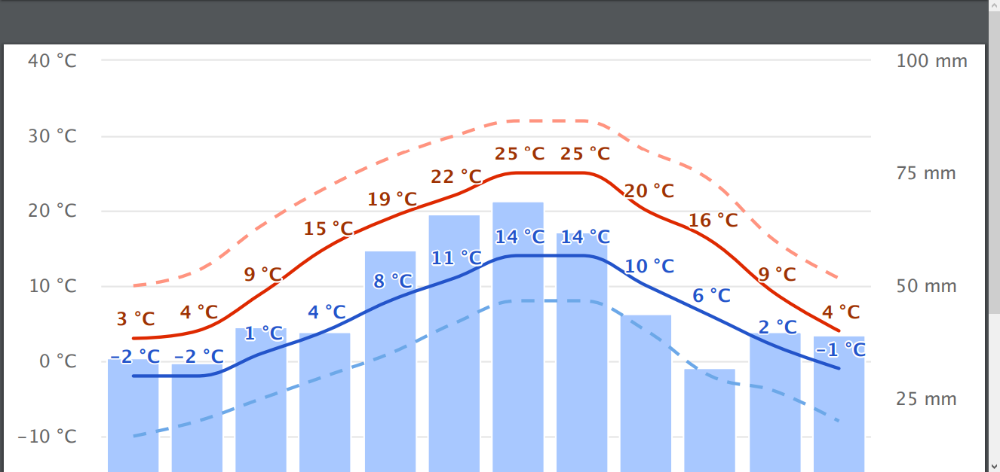 40 °C
100 mm
30 °C
25 °C 25 °C
75 mm
22 °C
20 °C
19 °C
20 °C
16 °C
15 °C
14 °C 14 °C
11 °C
10 °C
9 °C
9 °C
8 °C
10 °C
50 mm
6 °C
3 °C
4 °C
4 °C
4 °C
1 °C
2 °C
–2 °C
–2 °C
–1 °C
0 °C
25 mm
–10 °C